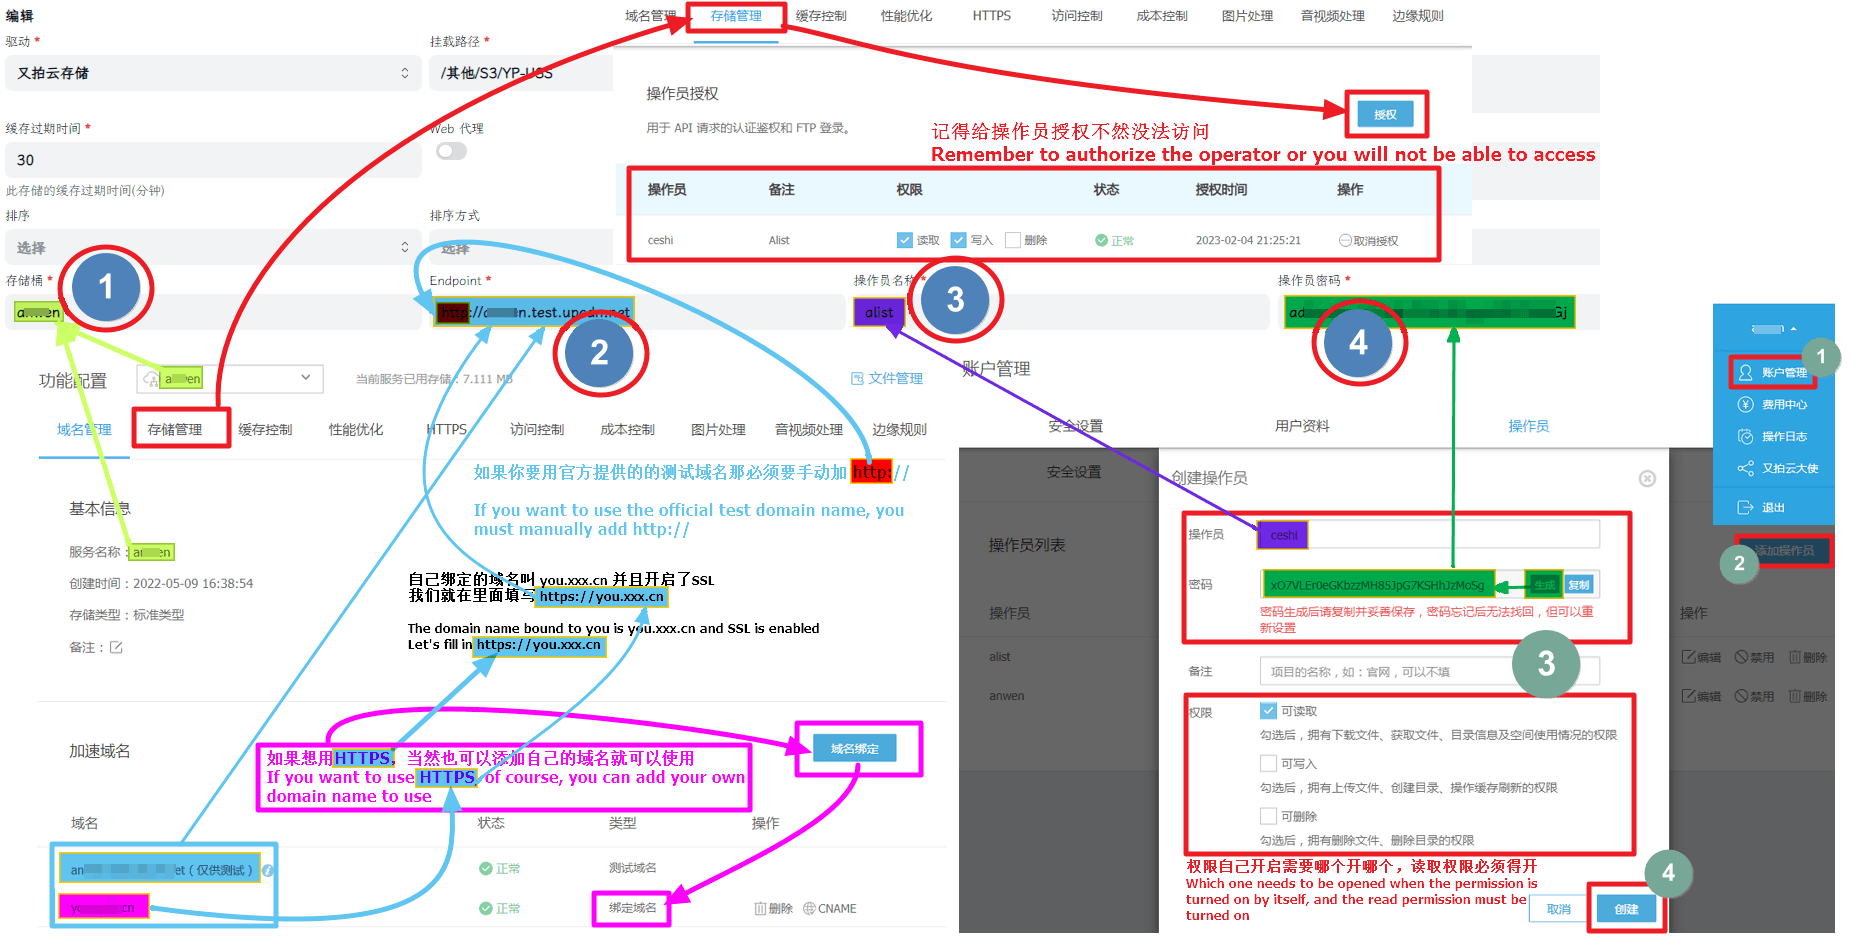 编辑
驱动 *
又拍云存储
挂载路径 *
/其他/S3/YP-USS
缓存过期时间 *
30
此存储的缓存过期时间(分钟)
Web 代理
排序
选择
排序方式
选择
存储桶 *
Endpoint *
http://
n.test.upcdn.net
操作员名称 *
alist
操作员密码 *
1
2
3
4
域名管理
存储管理
缓存控制
性能优化
HTTPS
访问控制
成本控制
图片处理
音视频处理
边缘规则
操作员授权
用于 API 请求的认证鉴权和 FTP 登录。
授权
记得给操作员授权不然没法访问
Remember to authorize the operator or you will not be able to access
操作员 备注 权限 状态 授权时间 操作
ceshi Alist 读取 写入 删除 正常 2023-02-04 21:25:21 取消授权
功能配置
当前服务已用存储：7.111 MB
文件管理
域名管理
存储管理
缓存控制
性能优化
HTTPS
访问控制
成本控制
图片处理
音视频处理
边缘规则
如果你要用官方提供的的测试域名那必须要手动加 http://
If you want to use the official test domain name, you
must manually add http://
基本信息
服务名称：
创建时间：2022-05-09 16:38:54
存储类型：标准类型
备注：
自己绑定的域名叫 you.xxx.cn 并且开启了SSL
我们就在里面填写 https://you.xxx.cn
The domain name bound to you is you.xxx.cn and SSL is enabled
Let's fill in https://you.xxx.cn
加速域名
如果想用HTTPS，当然也可以添加自己的域名就可以使用
If you want to use HTTPS, of course, you can add your own
domain name to use
域名绑定
域名 状态 类型 操作
et（仅供测试） 正常 测试域名
正常 绑定域名 删除 CNAME
账户管理
安全设置
用户资料
操作员
安全设置
操作员列表
操作员
操作
alist 编辑 禁用 删除
anwen 编辑 禁用 删除
添加操作员
创建操作员
操作员 ceshi
密码 xO7VLEr0eGKbzzMH85JpG7KSHhJzMoSg 生成 复制
密码生成后请复制并妥善保存，密码忘记后无法找回，但可以重
新设置
备注 项目的名称，如：官网，可以不填
3
权限
可读取
勾选后，拥有下载文件、获取文件、目录信息及空间使用情况的权限
可写入
勾选后，拥有上传文件、创建目录、操作缓存刷新的权限
可删除
勾选后，拥有删除文件、删除目录的权限
权限自己开启需要哪个开哪个，读取权限必须得开
Which one needs to be opened when the permission is
turned on by itself, and the read permission must be
turned on
取消
创建
4
1
账户管理
费用中心
操作日志
又拍云大使
退出
2